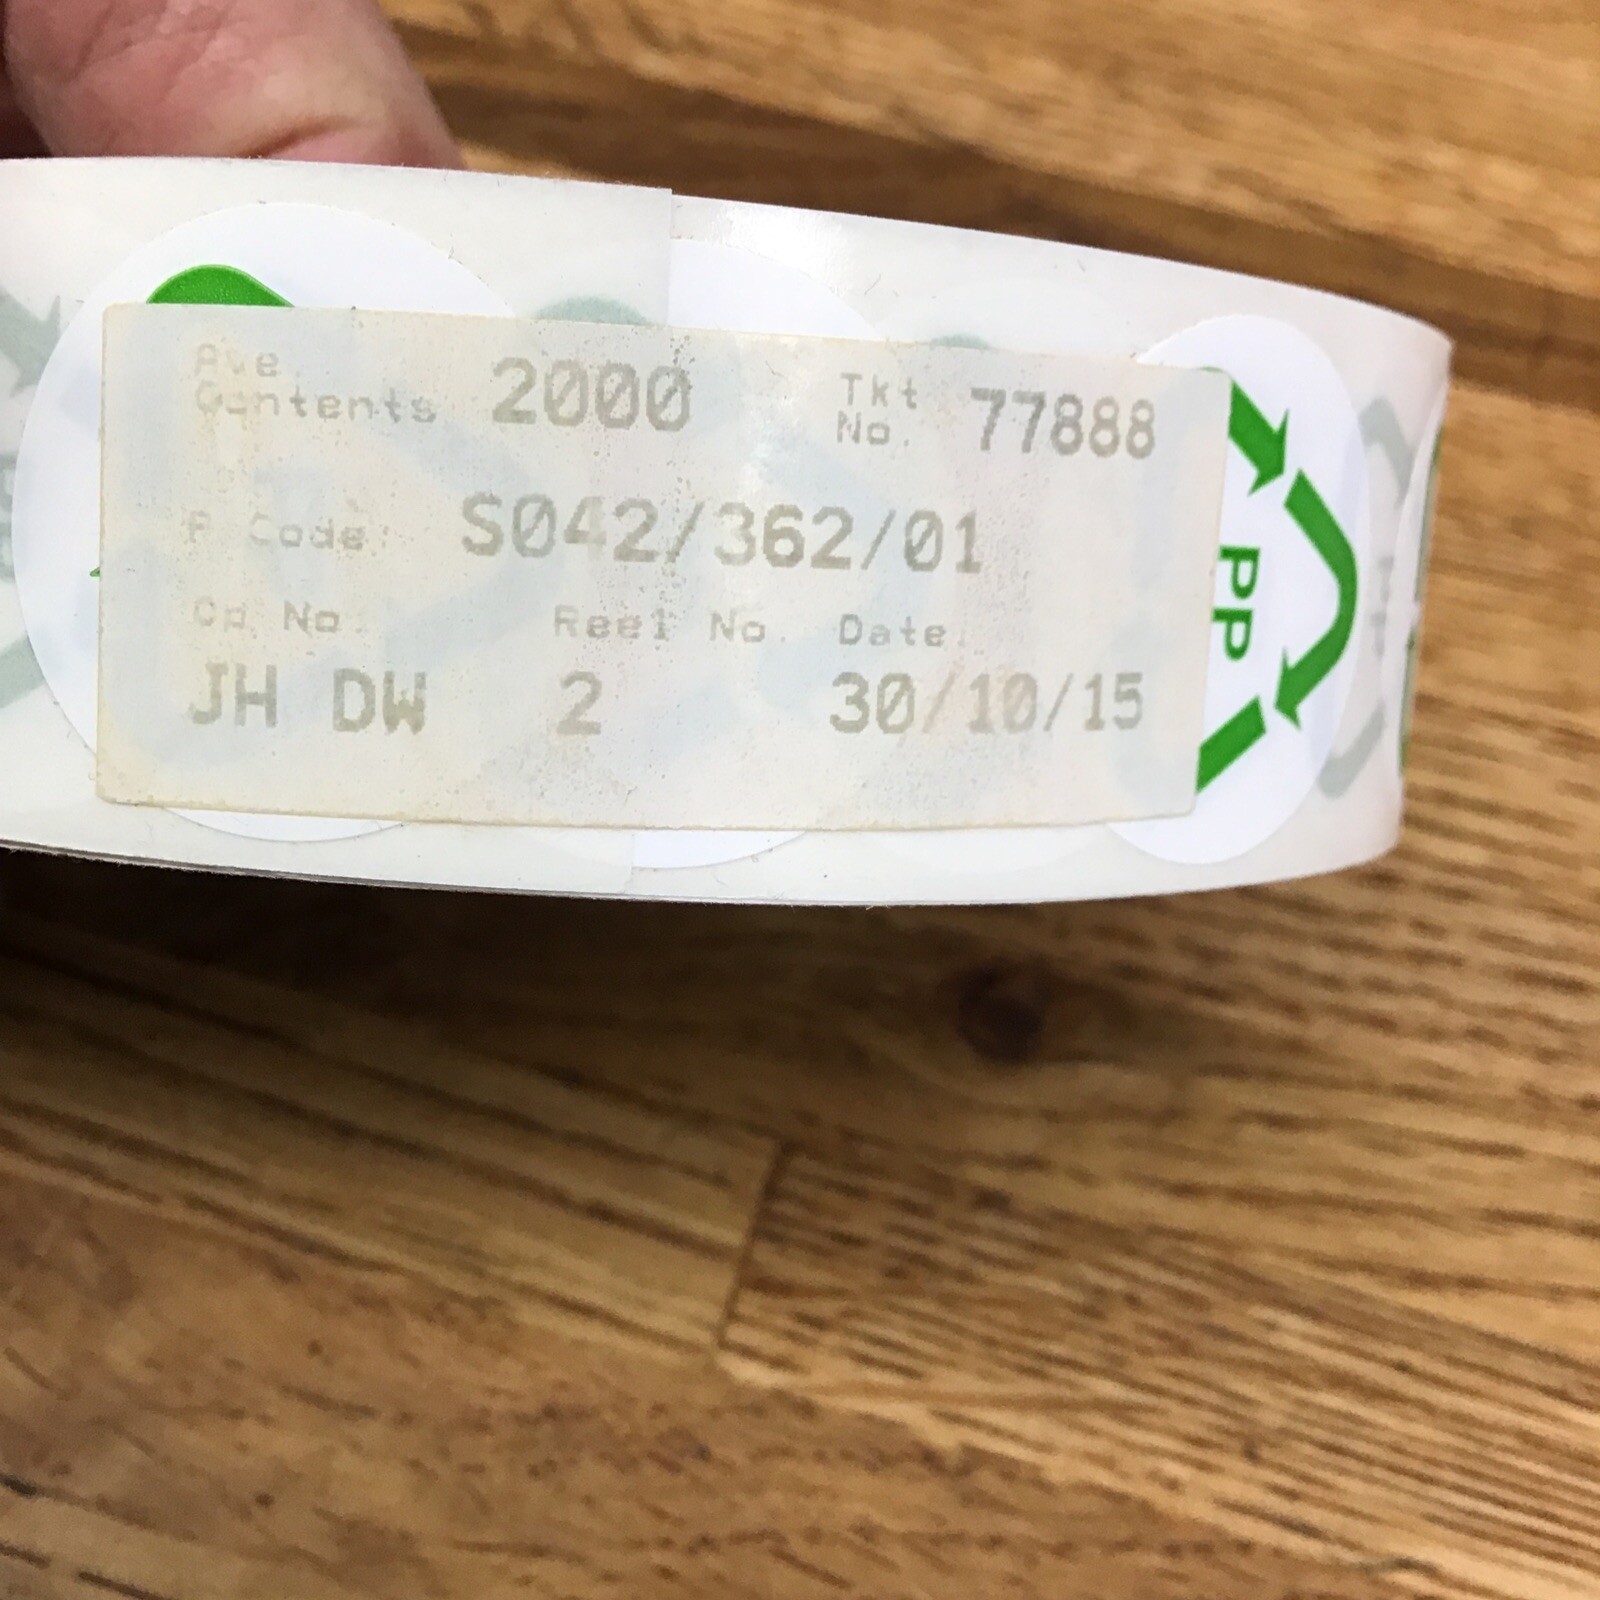 Ave Contents 2000 Tkt No. 77888
P Code: S042/362/01
Op No. Reel No. Date.
JH DW 2 30/10/15
PP